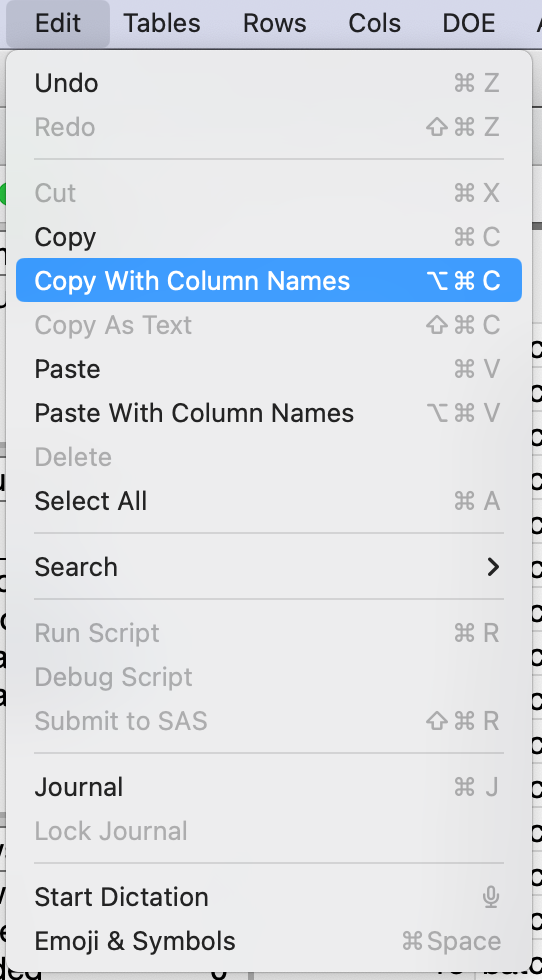 Edit Tables Rows Cols DOE
Undo ⌘ Z
Redo ⇧ ⌘ Z
Cut ⌘ X
Copy ⌘ C
Copy With Column Names ⌥ ⌘ C
Copy As Text ⇧ ⌘ C
Paste ⌘ V
Paste With Column Names ⌥ ⌘ V
Delete
Select All ⌘ A
Search
Run Script ⌘ R
Debug Script
Submit to SAS ⇧ ⌘ R
Journal ⌘ J
Lock Journal
Start Dictation
Emoji & Symbols ⌘ Space